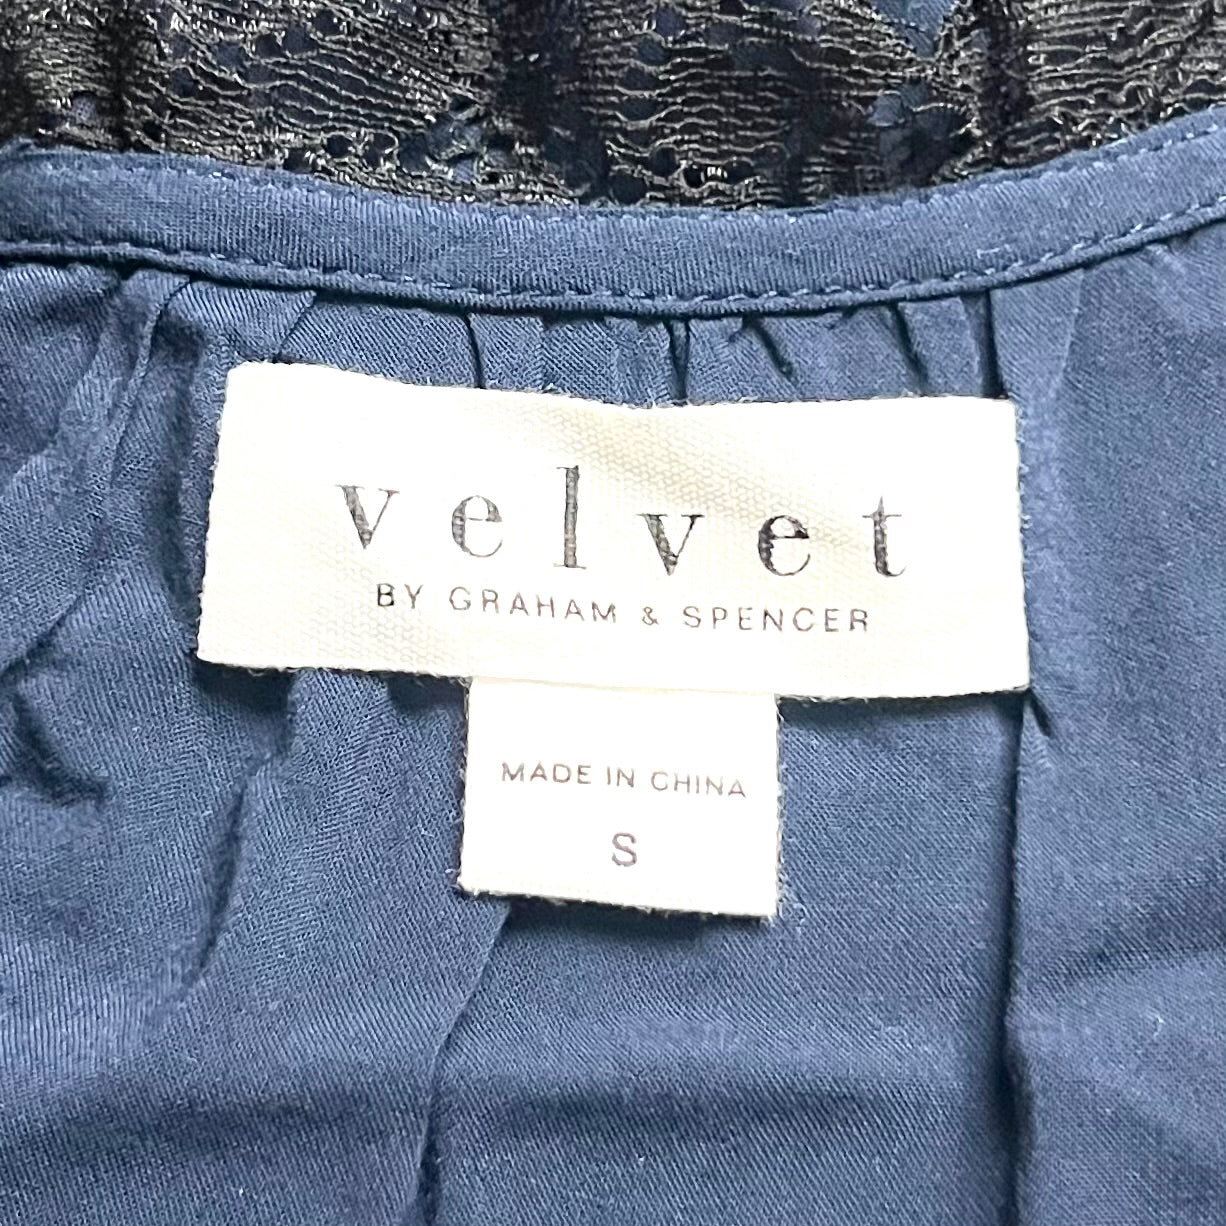 velvet
BY GRAHAM & SPENCER
MADE IN CHINA
S